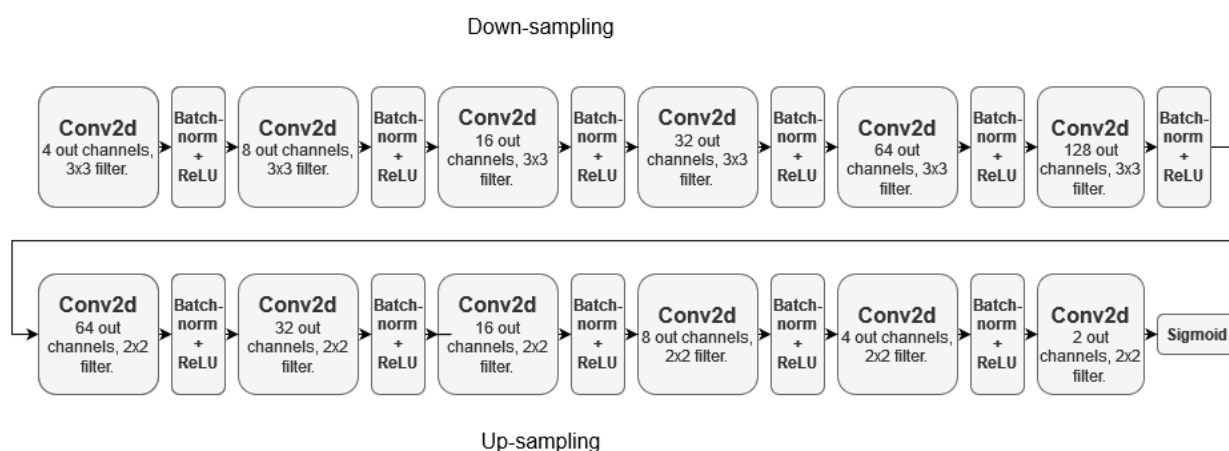 Down-sampling
Conv2d
4 out channels,
3x3 filter.
Batch-
norm
+
ReLU
Conv2d
8 out channels,
3x3 filter.
Batch-
norm
+
ReLU
Conv2d
16 out
channels, 3x3
filter.
Batch-
norm
+
ReLU
Conv2d
32 out
channels, 3x3
filter.
Batch-
norm
+
ReLU
Conv2d
64 out
channels, 3x3
filter.
Batch-
norm
+
ReLU
Conv2d
128 out
channels, 3x3
filter.
Batch-
norm
+
ReLU
Conv2d
64 out
channels, 2x2
filter.
Batch-
norm
+
ReLU
Conv2d
32 out
channels, 2x2
filter.
Batch-
norm
+
ReLU
Conv2d
16 out
channels, 2x2
filter.
Batch-
norm
+
ReLU
Conv2d
8 out channels,
2x2 filter.
Batch-
norm
+
ReLU
Conv2d
4 out channels,
2x2 filter.
Batch-
norm
+
ReLU
Conv2d
2 out
channels, 2x2
filter.
Sigmoid
Up-sampling